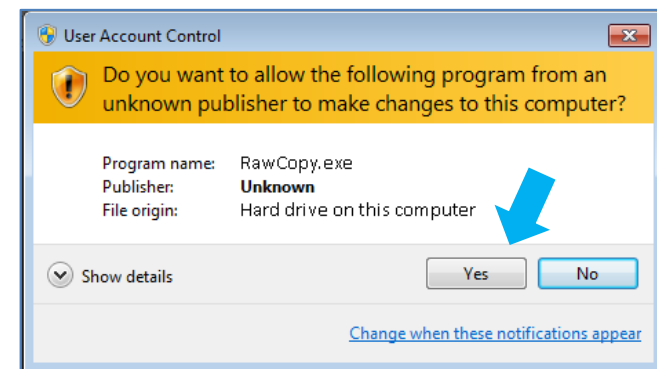 User Account Control
Do you want to allow the following program from an
unknown publisher to make changes to this computer?
Program name: RawCopy.exe
Publisher: Unknown
File origin: Hard drive on this computer
Show details Yes No
Change when these notifications appear